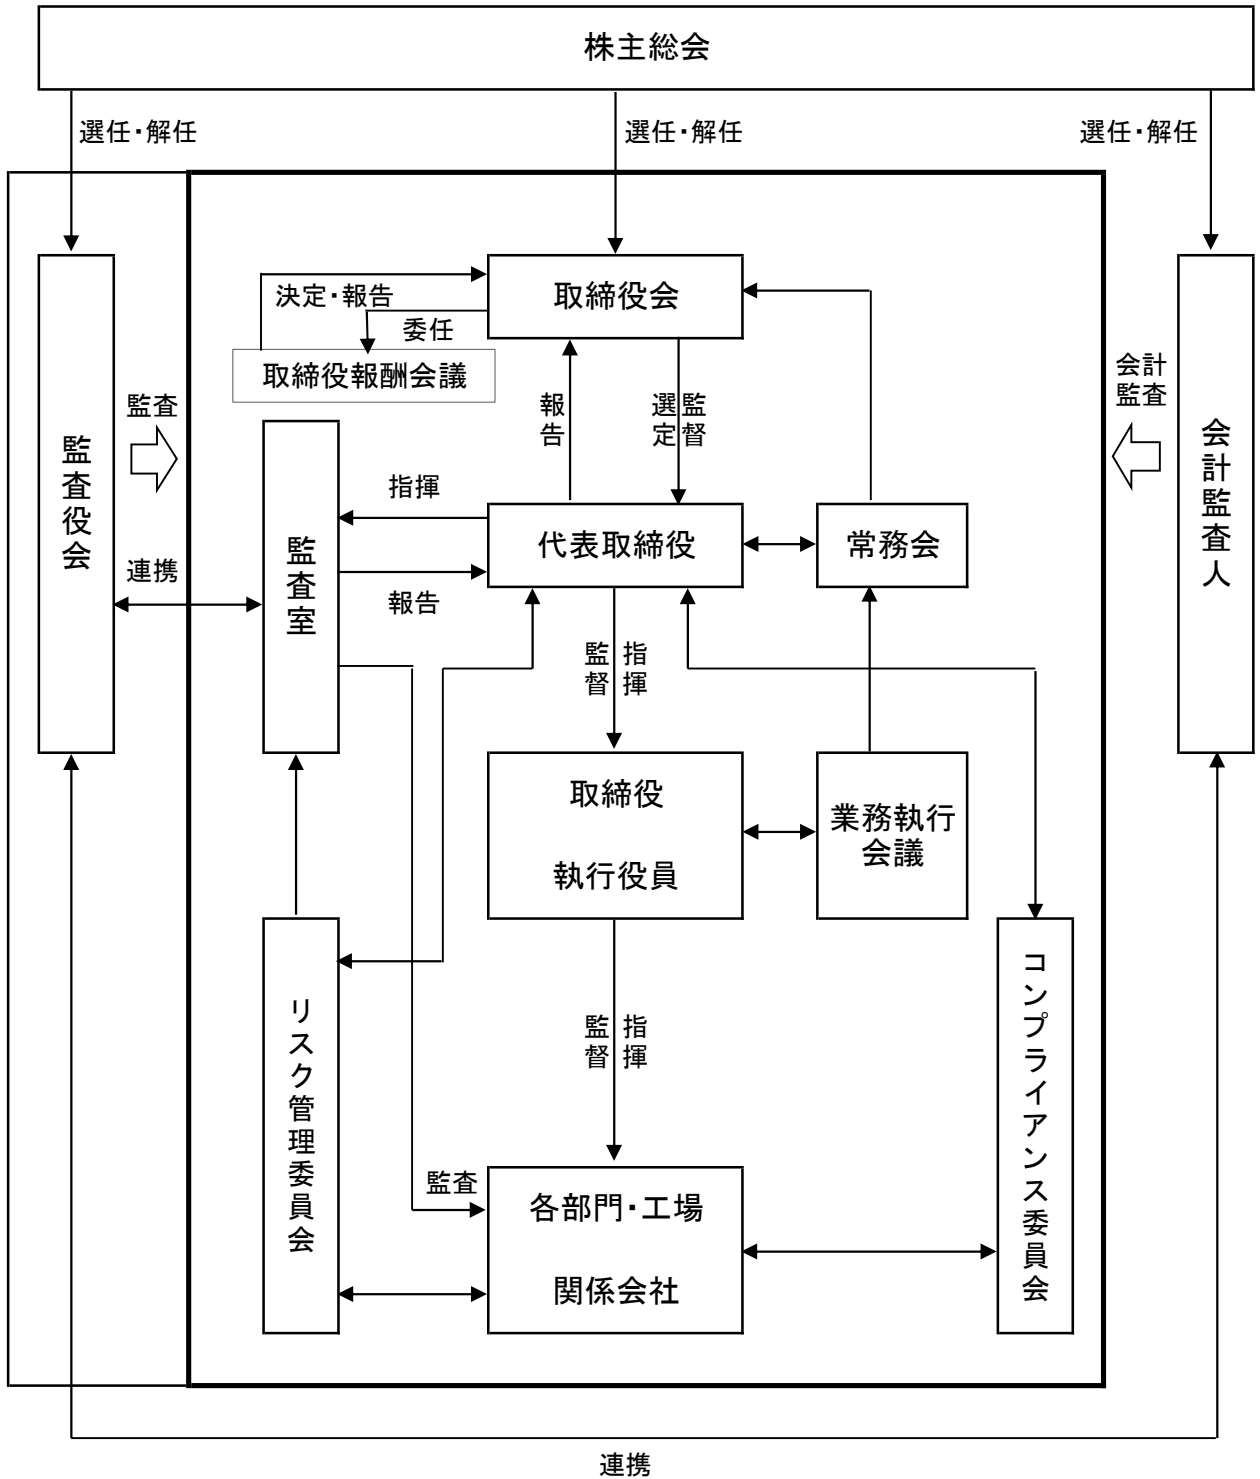 株主総会
選任・解任
選任・解任
選任・解任
取締役会
決定・報告
委任
取締役報酬会議
監査
会計
監査
報告
選定
監督
監査役会
会計監査人
指揮
代表取締役
常務会
監査室
連携
報告
監督
指揮
取締役
執行役員
業務執行
会議
リスク管理委員会
コンプライアンス委員会
監督
指揮
監査
各部門・工場
関係会社
連携